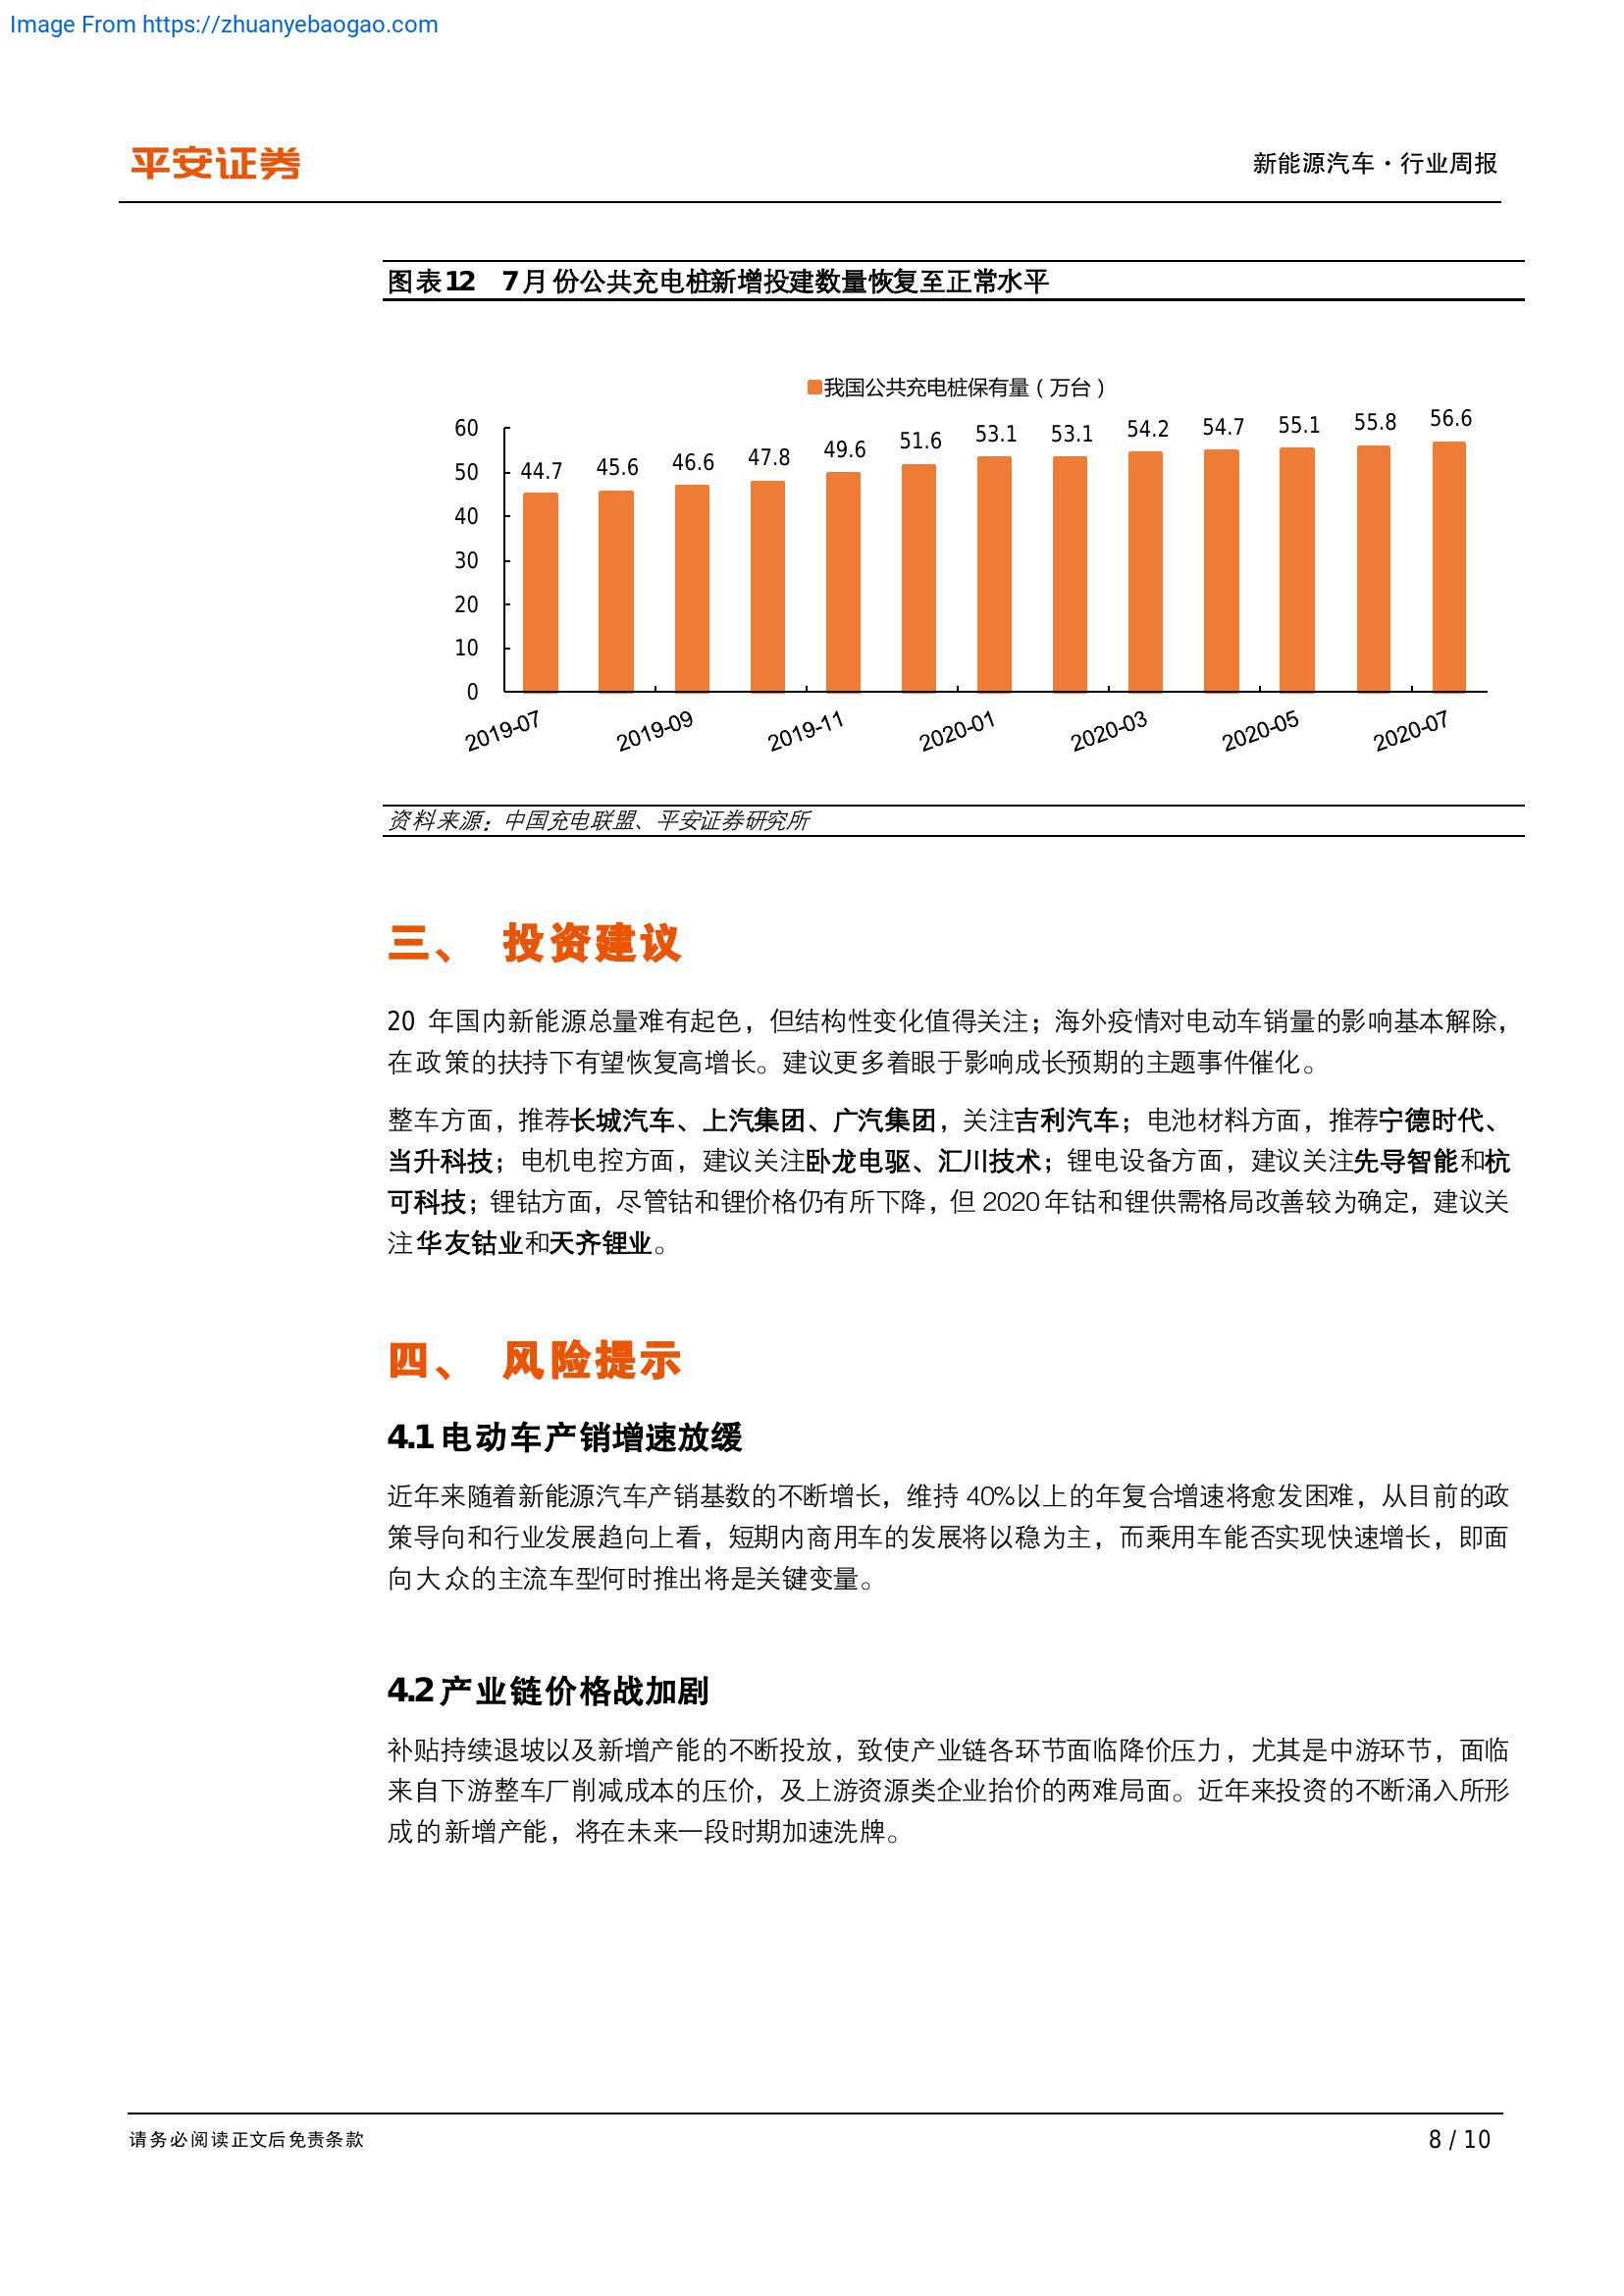 Image From https://zhuanyebaogao.com
平安证券
新能源汽车·行业周报
图表12 7月份公共充电桩新增投建数量恢复至正常水平
我国公共充电桩保有量（万台）
60
50
40
30
20
10
0
44.7 45.6 46.6 47.8 49.6 51.6 53.1 53.1 54.2 54.7 55.1 55.8 56.6
2019-07 2019-09 2019-11 2020-01 2020-03 2020-05 2020-07
资料来源：中国充电联盟、平安证券研究所
三、 投资建议
20 年国内新能源总量难有起色，但结构性变化值得关注；海外疫情对电动车销量的影响基本解除，
在政策的扶持下有望恢复高增长。建议更多着眼于影响成长预期的主题事件催化。
整车方面，推荐长城汽车、上汽集团、广汽集团，关注吉利汽车；电池材料方面，推荐宁德时代、
当升科技；电机电控方面，建议关注卧龙电驱、汇川技术；锂电设备方面，建议关注先导智能和杭
可科技；锂钴方面，尽管钴和锂价格仍有所下降，但 2020 年钴和锂供需格局改善较为确定，建议关
注华友钴业和天齐锂业。
四、 风险提示
4.1 电动车产销增速放缓
近年来随着新能源汽车产销基数的不断增长，维持 40%以上的年复合增速将愈发困难，从目前的政
策导向和行业发展趋向上看，短期内商用车的发展将以稳为主，而乘用车能否实现快速增长，即面
向大众的主流车型何时推出将是关键变量。
4.2 产业链价格战加剧
补贴持续退坡以及新增产能的不断投放，致使产业链各环节面临降价压力，尤其是中游环节，面临
来自下游整车厂削减成本的压价，及上游资源类企业抬价的两难局面。近年来投资的不断涌入所形
成的新增产能，将在未来一段时期加速洗牌。
请务必阅读正文后免责条款
8 / 10